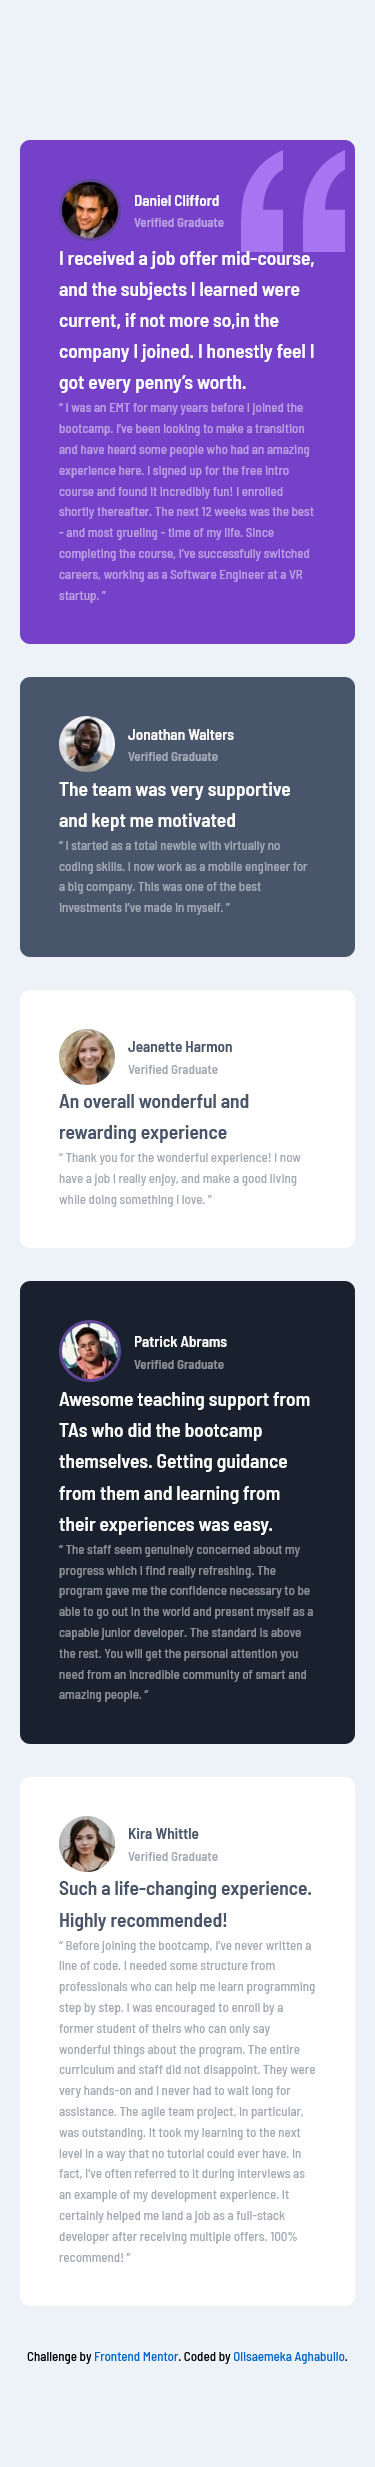 Daniel Clifford
Verified Graduate
I received a job offer mid-course,
and the subjects I learned were
current, if not more so,in the
company I joined. I honestly feel I
got every penny’s worth.
“ I was an EMT for many years before I joined the
bootcamp. I’ve been looking to make a transition
and have heard some people who had an amazing
experience here. I signed up for the free intro
course and found it incredibly fun! I enrolled
shortly thereafter. The next 12 weeks was the best
- and most grueling - time of my life. Since
completing the course, I’ve successfully switched
careers, working as a Software Engineer at a VR
startup. ”
Jonathan Walters
Verified Graduate
The team was very supportive
and kept me motivated
“ I started as a total newbie with virtually no
coding skills. I now work as a mobile engineer for
a big company. This was one of the best
investments I’ve made in myself. ”
Jeanette Harmon
Verified Graduate
An overall wonderful and
rewarding experience
“ Thank you for the wonderful experience! I now
have a job I really enjoy, and make a good living
while doing something I love. ”
Patrick Abrams
Verified Graduate
Awesome teaching support from
TAs who did the bootcamp
themselves. Getting guidance
from them and learning from
their experiences was easy.
“ The staff seem genuinely concerned about my
progress which I find really refreshing. The
program gave me the confidence necessary to be
able to go out in the world and present myself as a
capable junior developer. The standard is above
the rest. You will get the personal attention you
need from an incredible community of smart and
amazing people. ”
Kira Whittle
Verified Graduate
Such a life-changing experience.
Highly recommended!
“ Before joining the bootcamp, I’ve never written a
line of code. I needed some structure from
professionals who can help me learn programming
step by step. I was encouraged to enroll by a
former student of theirs who can only say
wonderful things about the program. The entire
curriculum and staff did not disappoint. They were
very hands-on and I never had to wait long for
assistance. The agile team project, in particular,
was outstanding. It took my learning to the next
level in a way that no tutorial could ever have. In
fact, I’ve often referred to it during interviews as
an example of my development experience. It
certainly helped me land a job as a full-stack
developer after receiving multiple offers. 100%
recommend! ”
Challenge by Frontend Mentor. Coded by Olisaemeka Aghabuilo.